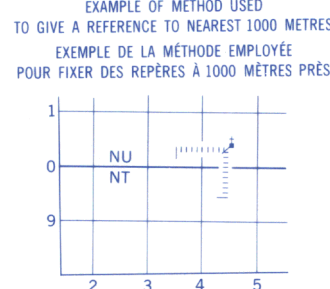 EXAMPLE OF METHOD USED
TO GIVE A REFERENCE TO NEAREST 1000 METRES
EXEMPLE DE LA MÉTHODE EMPLOYÉE
POUR FIXER DES REPÈRES À 1000 MÈTRES PRÈS
1
NU
0
NT
9
2 3 4 5